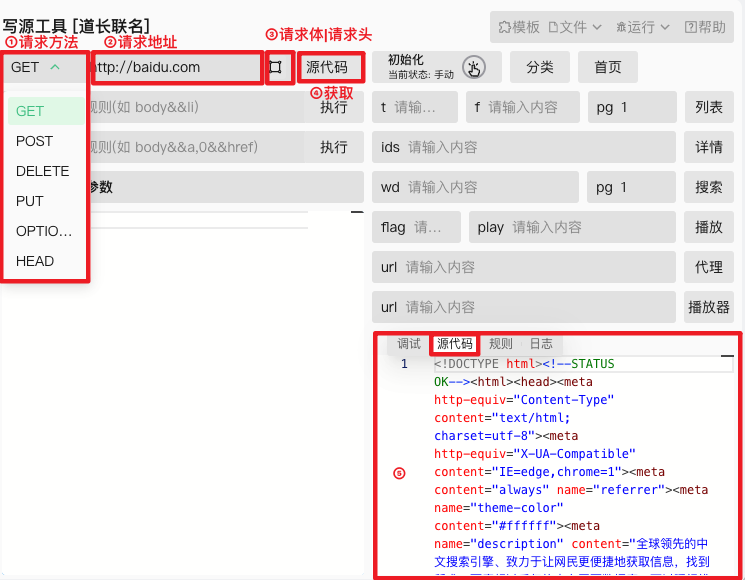 写源工具 [道长联名]
模板 文件 运行 帮助
①请求方法 ②请求地址 ③请求体|请求头
GET http://baidu.com 源代码
初始化
当前状态: 手动
分类 首页
④获取
规则(如 body&&li) 执行
t 请输... f 请输入内容 pg 1 列表
GET
POST
DELETE
PUT
OPTIO...
HEAD
规则(如 body&&a,0&&href) 执行
ids 请输入内容 详情
参数
wd 请输入内容 pg 1 搜索
flag 请... play 请输入内容 播放
url 请输入内容 代理
url 请输入内容 播放器
调试 源代码 规则 日志
⑤
1 <!DOCTYPE html><!--STATUS
OK--><html><head><meta
http-equiv="Content-Type"
content="text/html;
charset=utf-8"><meta
http-equiv="X-UA-Compatible"
content="IE=edge,chrome=1"><meta
content="always" name="referrer"><meta
name="theme-color"
content="#ffffff"><meta
name="description" content="全球领先的中
文搜索引擎、致力于让网民更便捷地获取信息，找到